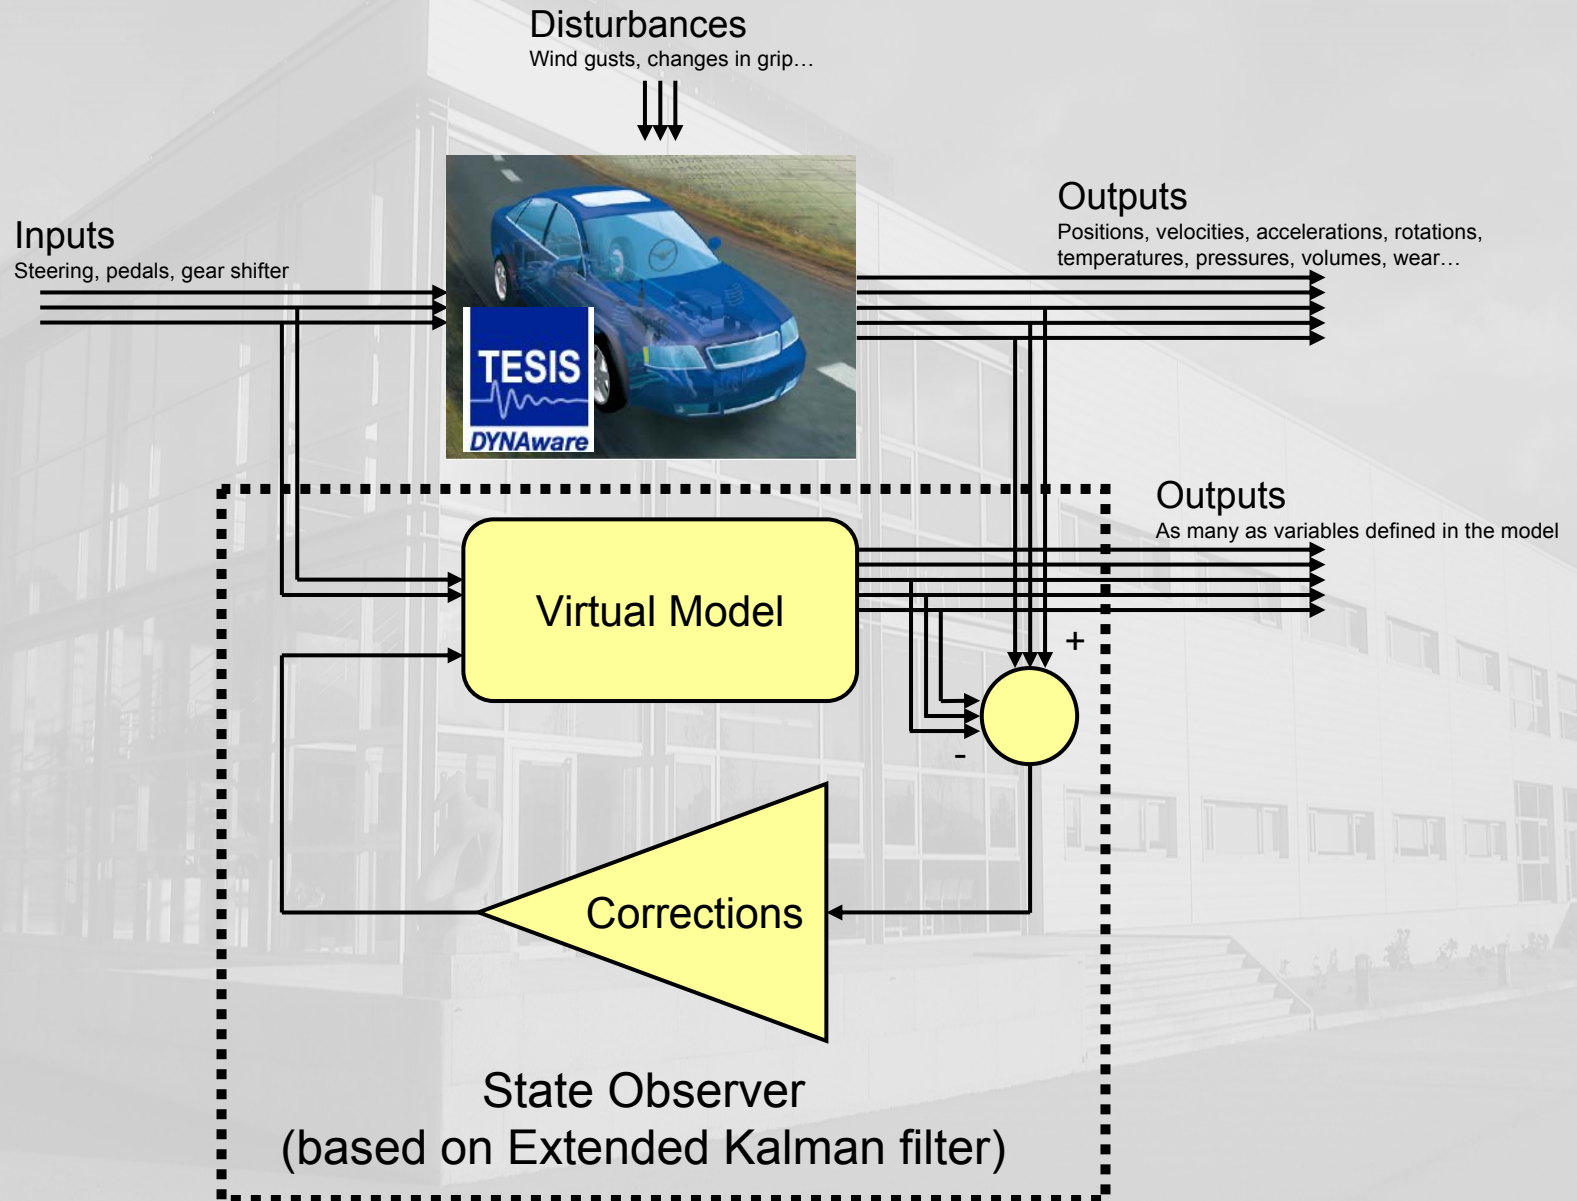 Disturbances
Wind gusts, changes in grip…
Inputs
Steering, pedals, gear shifter
TESIS
DYNAware
Outputs
Positions, velocities, accelerations, rotations,
temperatures, pressures, volumes, wear…
Outputs
As many as variables defined in the model
Virtual Model
+
-
Corrections
State Observer
(based on Extended Kalman filter)